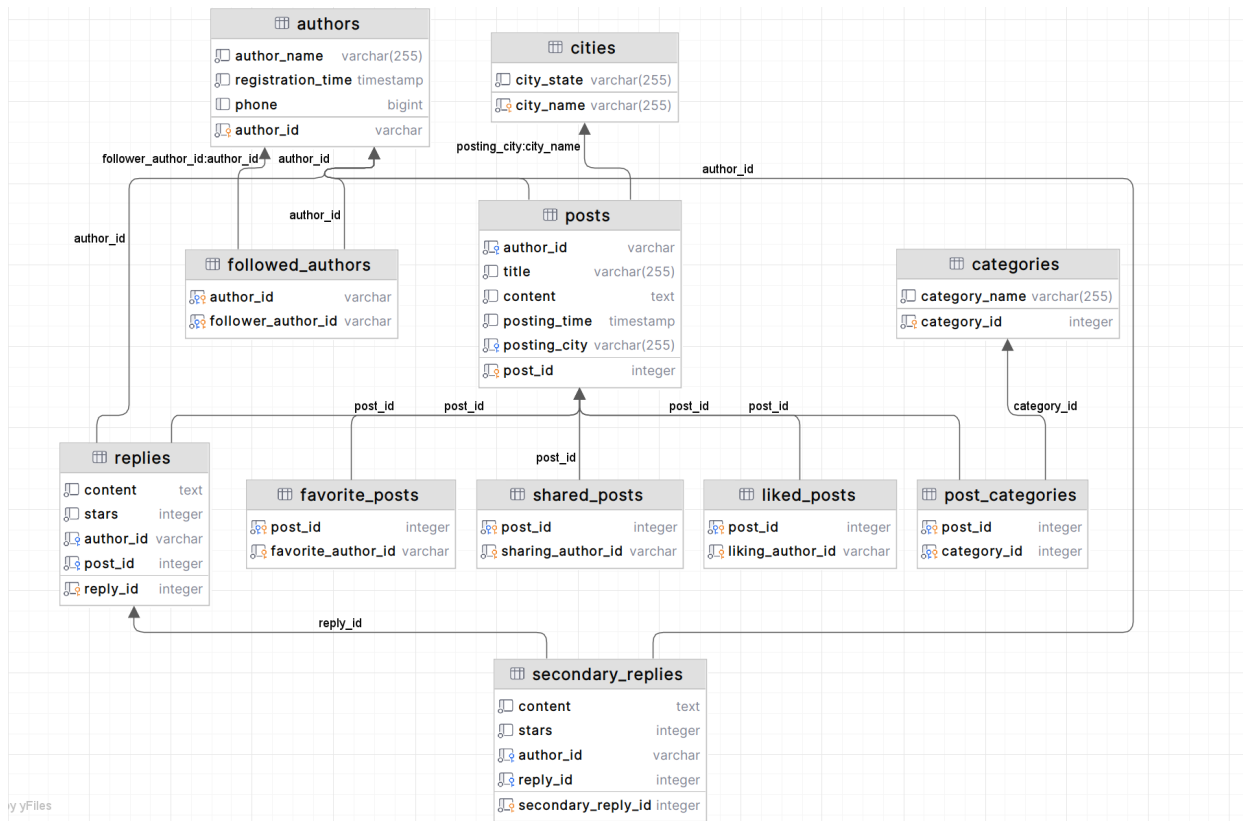 authors
author_name varchar(255)
registration_time timestamp
phone bigint
author_id varchar
cities
city_state varchar(255)
city_name varchar(255)
follower_author_id:author_id
author_id
posting_city:city_name
author_id
author_id
author_id
followed_authors
author_id varchar
follower_author_id varchar
posts
author_id varchar
title varchar(255)
content text
posting_time timestamp
posting_city varchar(255)
post_id integer
categories
category_name varchar(255)
category_id integer
post_id
post_id
post_id
post_id
category_id
post_id
replies
content text
stars integer
author_id varchar
post_id integer
reply_id integer
favorite_posts
post_id integer
favorite_author_id varchar
shared_posts
post_id integer
sharing_author_id varchar
liked_posts
post_id integer
liking_author_id varchar
post_categories
post_id integer
category_id integer
reply_id
secondary_replies
content text
stars integer
author_id varchar
reply_id integer
secondary_reply_id integer
by yFiles